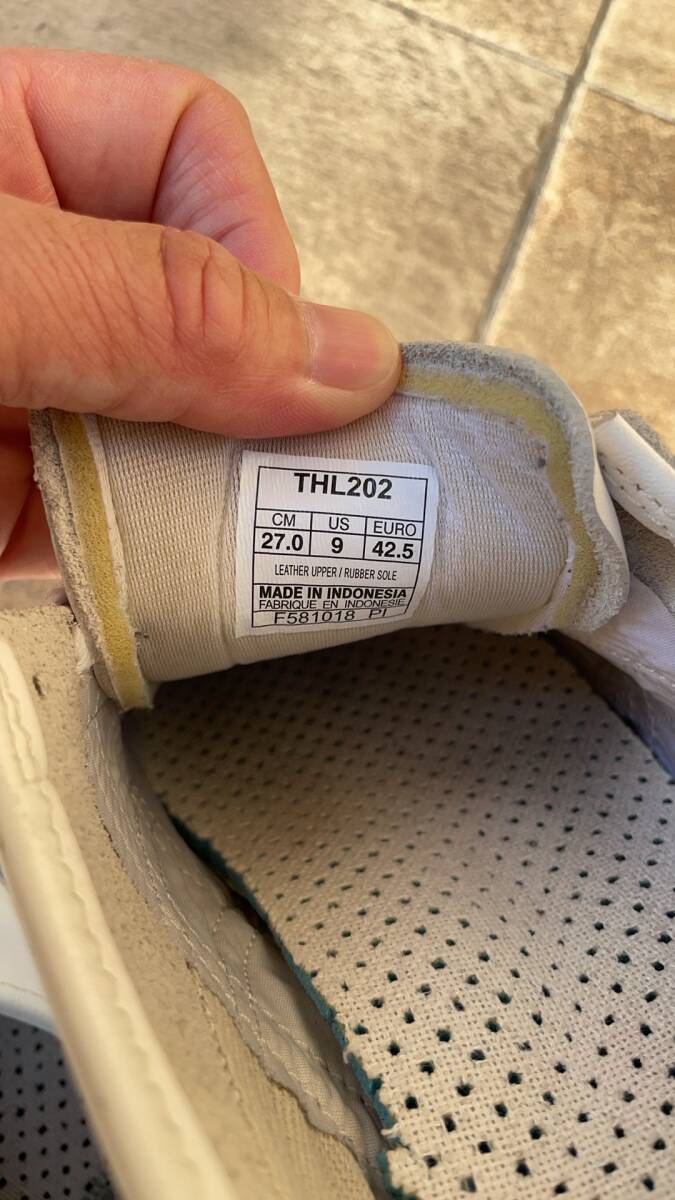 THL202
CM US EURO
27.0 9 42.5
LEATHER UPPER / RUBBER SOLE
MADE IN INDONESIA
FABRIQUE EN INDONESIE
F581018 PI